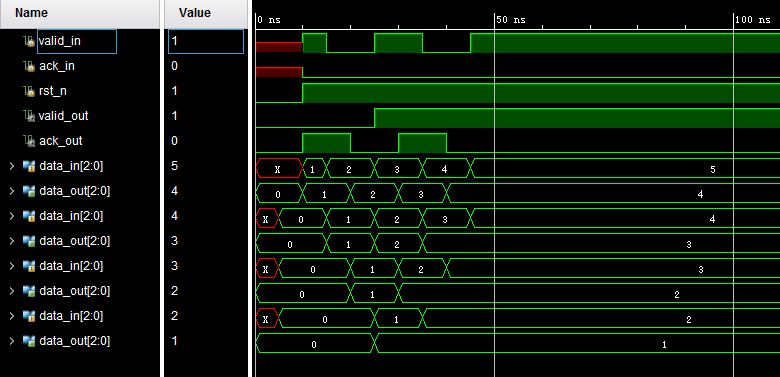 Name Value 0 ns 50 ns 100 ns
valid_in 1
ack_in 0
rst_n 1
valid_out 1
ack_out 0
data_in[2:0] 5 X 1 2 3 4 5
data_out[2:0] 4 0 1 2 3 4
data_in[2:0] 4 X 0 1 2 3 4
data_out[2:0] 3 0 1 2 3
data_in[2:0] 3 X 0 1 2 3
data_out[2:0] 2 0 1 2
data_in[2:0] 2 X 0 1 2
data_out[2:0] 1 0 1